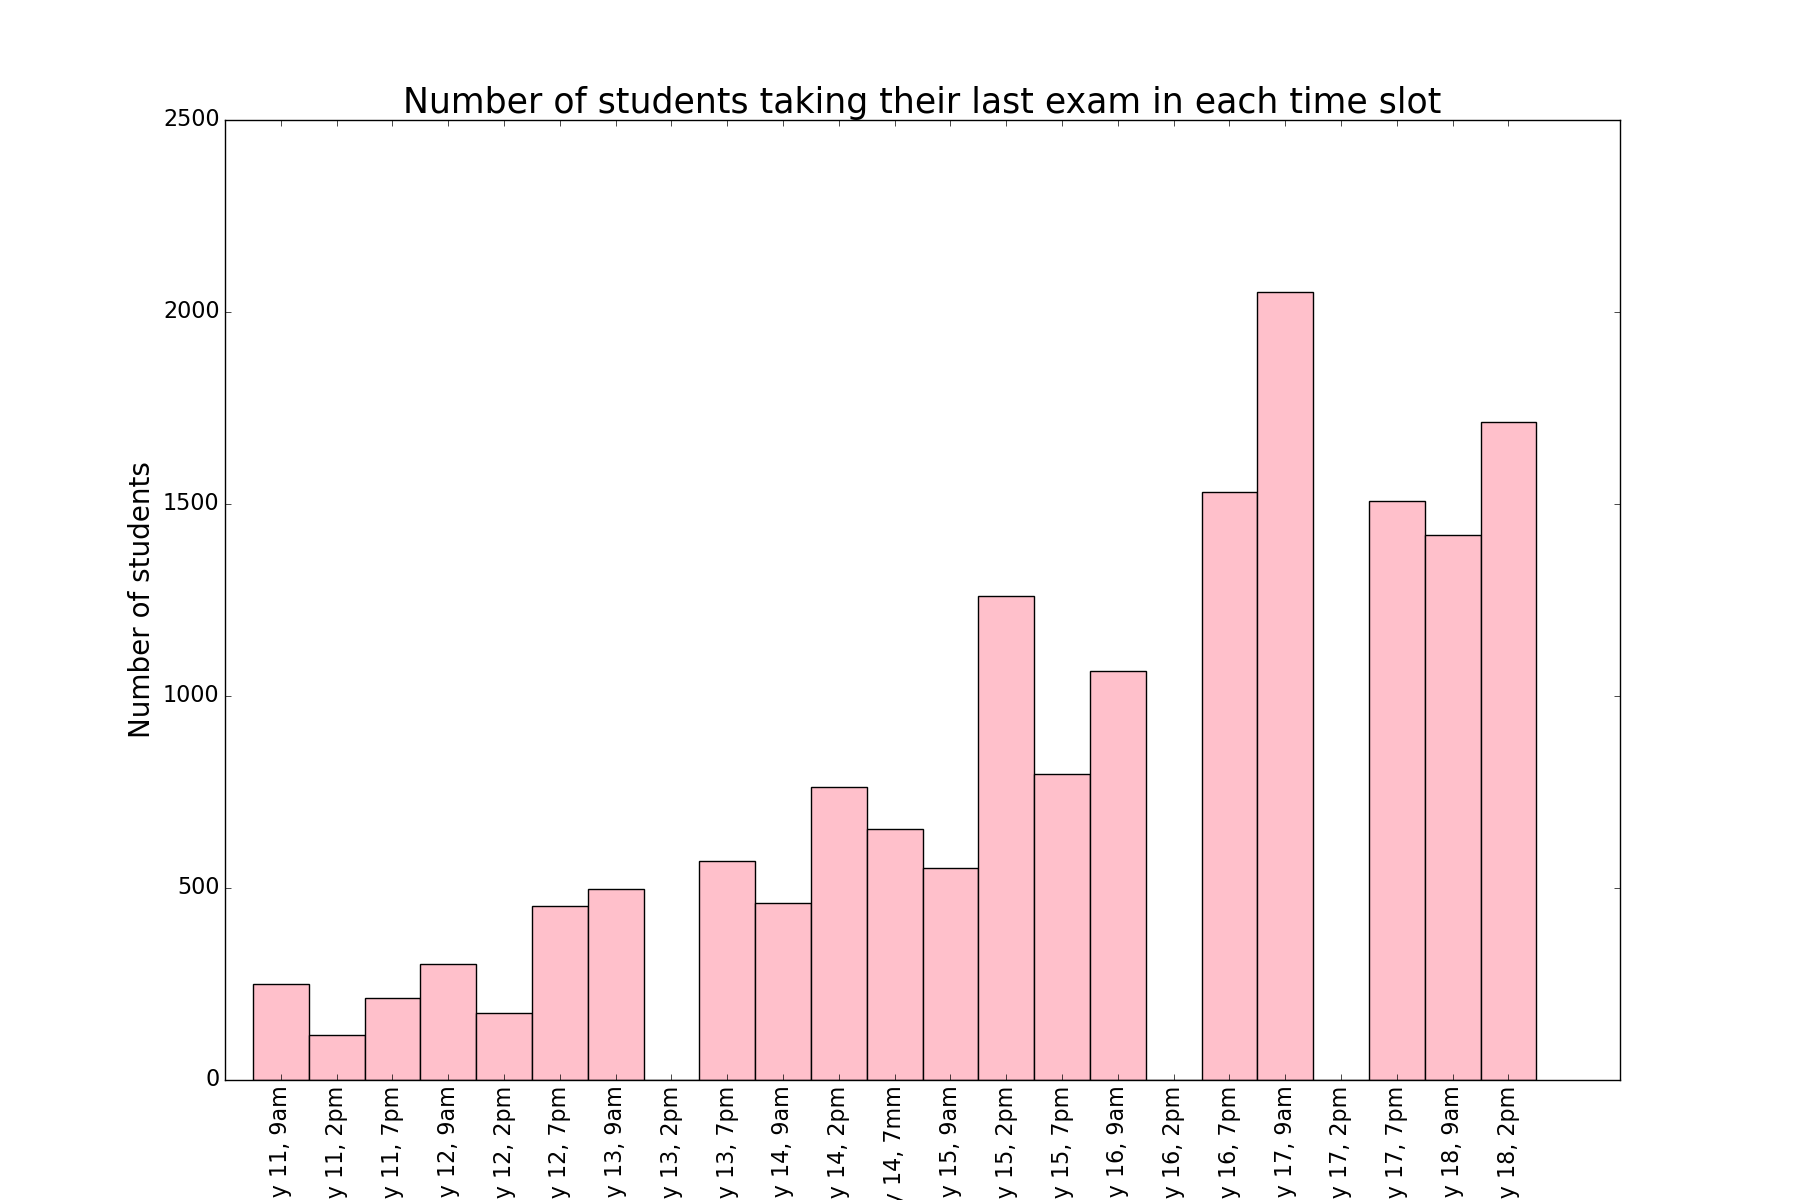 Number of students taking their last exam in each time slot
Number of students
2500
2000
1500
1000
500
0
y 11, 9am
y 11, 2pm
y 11, 7pm
y 12, 9am
y 12, 2pm
y 12, 7pm
y 13, 9am
y 13, 2pm
y 13, 7pm
y 14, 9am
y 14, 2pm
y 14, 7mm
y 15, 9am
y 15, 2pm
y 15, 7pm
y 16, 9am
y 16, 2pm
y 16, 7pm
y 17, 9am
y 17, 2pm
y 17, 7pm
y 18, 9am
y 18, 2pm